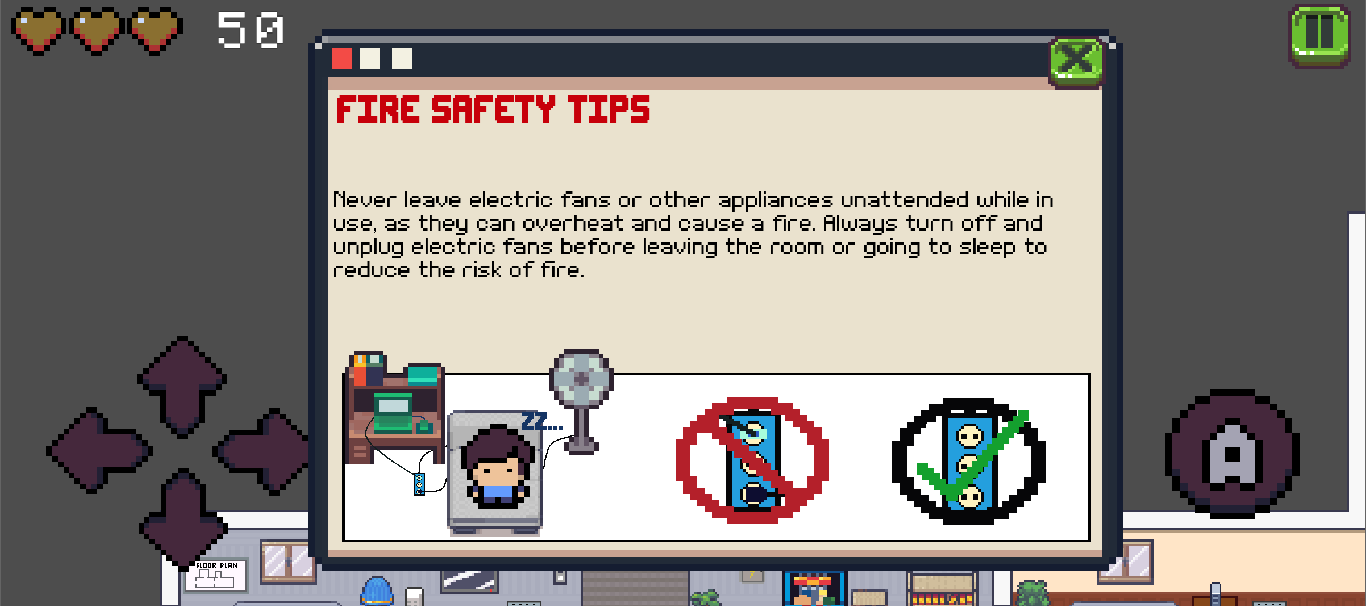 50
FIRE SAFETY TIPS
Never leave electric fans or other appliances unattended while in
use, as they can overheat and cause a fire. Always turn off and
unplug electric fans before leaving the room or going to sleep to
reduce the risk of fire.
ZZ...
A
FLOOR PLAN